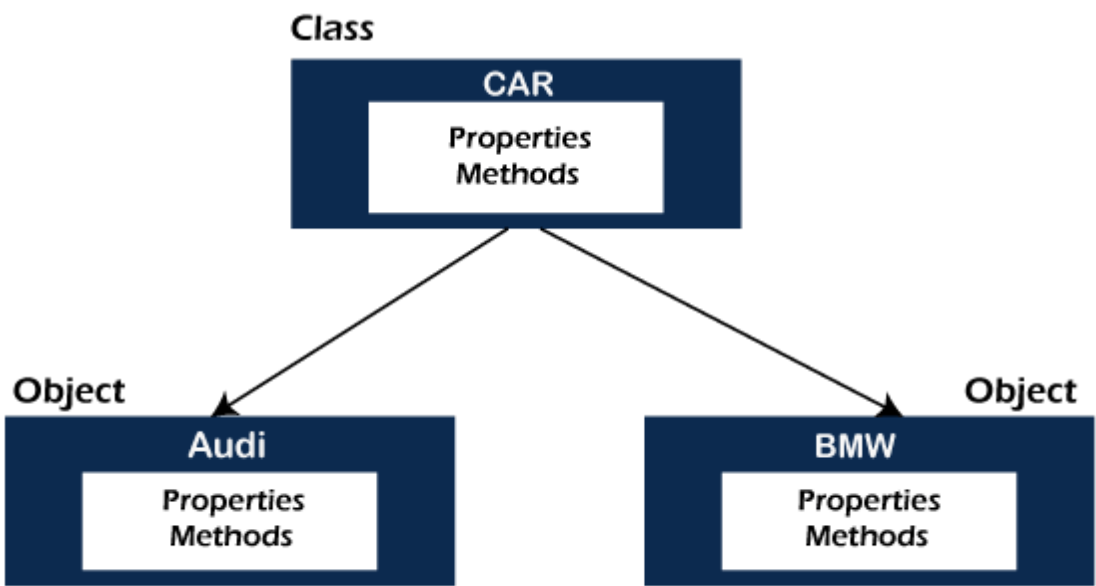 Class
CAR
Properties
Methods
Object
Object
Audi
BMW
Properties
Methods
Properties
Methods